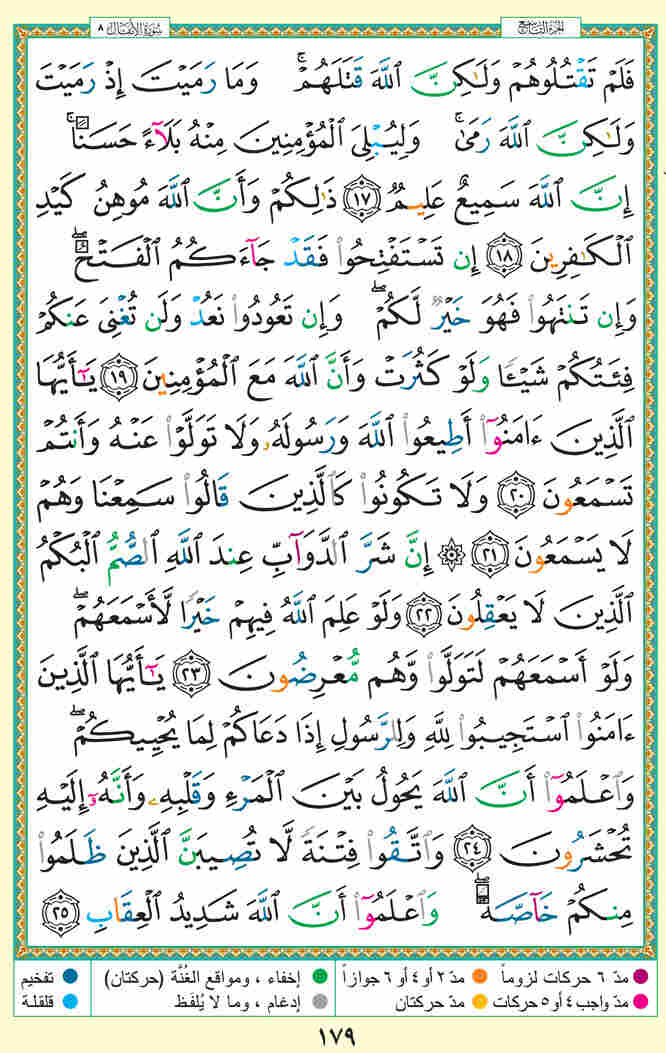 الجزء التاسع
سورة الأنفال ٨
فَلَمْ تَقْتُلُوهُمْ وَلَٰكِنَّ ٱللَّهَ قَتَلَهُمْ ۚ وَمَا رَمَيْتَ إِذْ رَمَيْتَ
وَلَٰكِنَّ ٱللَّهَ رَمَىٰ ۚ وَلِيُبْلِىَ ٱلْمُؤْمِنِينَ مِنْهُ بَلَآءً حَسَنًا ۚ
إِنَّ ٱللَّهَ سَمِيعٌ عَلِيمٌ ١٧ ذَٰلِكُمْ وَأَنَّ ٱللَّهَ مُوهِنُ كَيْدِ
ٱلْكَٰفِرِينَ ١٨ إِن تَسْتَفْتِحُوا۟ فَقَدْ جَآءَكُمُ ٱلْفَتْحُ ۖ
وَإِن تَنتَهُوا۟ فَهُوَ خَيْرٌ لَّكُمْ ۖ وَإِن تَعُودُوا۟ نَعُدْ وَلَن تُغْنِىَ عَنكُمْ
فِئَتُكُمْ شَيْـًٔا وَلَوْ كَثُرَتْ وَأَنَّ ٱللَّهَ مَعَ ٱلْمُؤْمِنِينَ ١٩ يَٰٓأَيُّهَا
ٱلَّذِينَ ءَامَنُوٓا۟ أَطِيعُوا۟ ٱللَّهَ وَرَسُولَهُۥ وَلَا تَوَلَّوْا۟ عَنْهُ وَأَنتُمْ
تَسْمَعُونَ ٢٠ وَلَا تَكُونُوا۟ كَٱلَّذِينَ قَالُوا۟ سَمِعْنَا وَهُمْ
لَا يَسْمَعُونَ ٢١ ۞ إِنَّ شَرَّ ٱلدَّوَآبِّ عِندَ ٱللَّهِ ٱلصُّمُّ ٱلْبُكْمُ
ٱلَّذِينَ لَا يَعْقِلُونَ ٢٢ وَلَوْ عَلِمَ ٱللَّهُ فِيهِمْ خَيْرًا لَّأَسْمَعَهُمْ ۖ
وَلَوْ أَسْمَعَهُمْ لَتَوَلَّوا۟ وَّهُم مُّعْرِضُونَ ٢٣ يَٰٓأَيُّهَا ٱلَّذِينَ
ءَامَنُوا۟ ٱسْتَجِيبُوا۟ لِلَّهِ وَلِلرَّسُولِ إِذَا دَعَاكُمْ لِمَا يُحْيِيكُمْ ۖ
وَٱعْلَمُوٓا۟ أَنَّ ٱللَّهَ يَحُولُ بَيْنَ ٱلْمَرْءِ وَقَلْبِهِۦ وَأَنَّهُۥٓ إِلَيْهِ
تُحْشَرُونَ ٢٤ وَٱتَّقُوا۟ فِتْنَةً لَّا تُصِيبَنَّ ٱلَّذِينَ ظَلَمُوا۟
مِنكُمْ خَآصَّةً ۖ وَٱعْلَمُوٓا۟ أَنَّ ٱللَّهَ شَدِيدُ ٱلْعِقَابِ ٢٥
مدّ ٦ حركات لزوماً
مدّ ٢ أو ٤ أو ٦ جوازاً
إخفاء ، ومواقع الغُنَّة (حركتان)
تفخيم
مدّ واجب ٤ أو ٥ حركات
مدّ حركتان
إدغام ، وما لا يُلفَظ
قلقلة
١٧٩